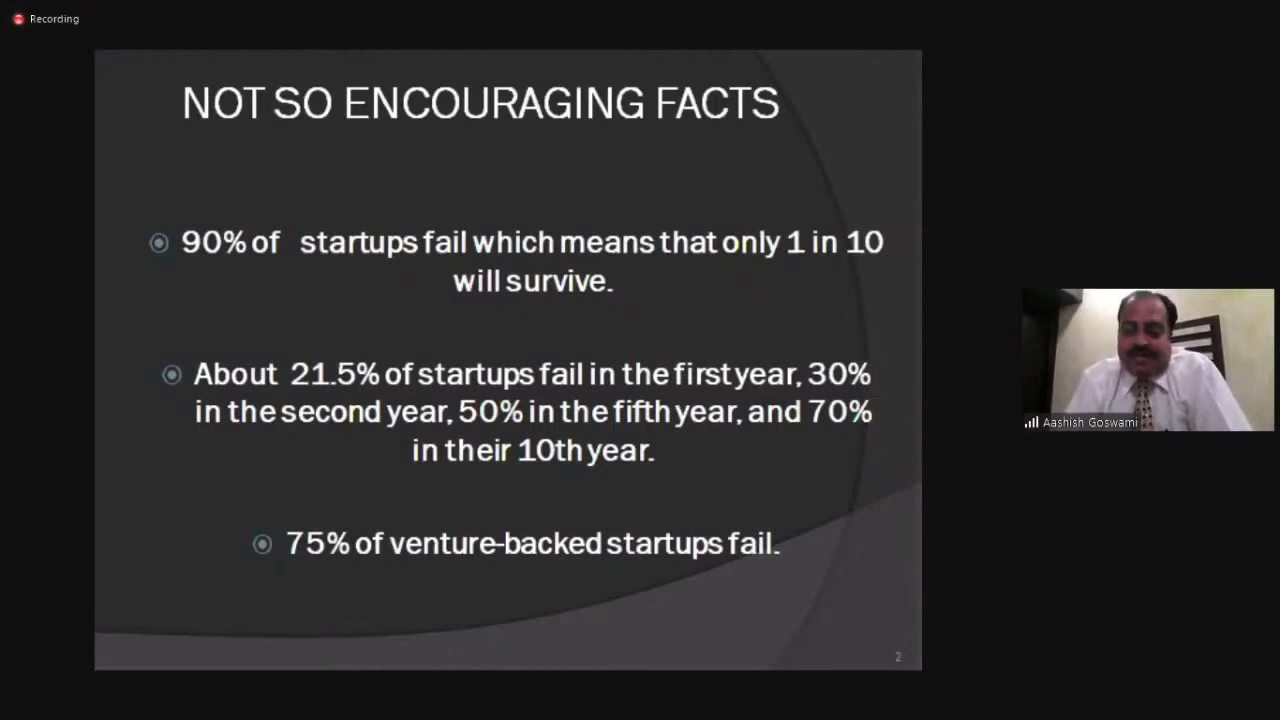 Recording
NOT SO ENCOURAGING FACTS
90% of startups fail which means that only 1 in 10
will survive.
About 21.5% of startups fail in the first year, 30%
in the second year, 50% in the fifth year, and 70%
in their 10th year.
75% of venture-backed startups fail.
2
Aashish Goswami